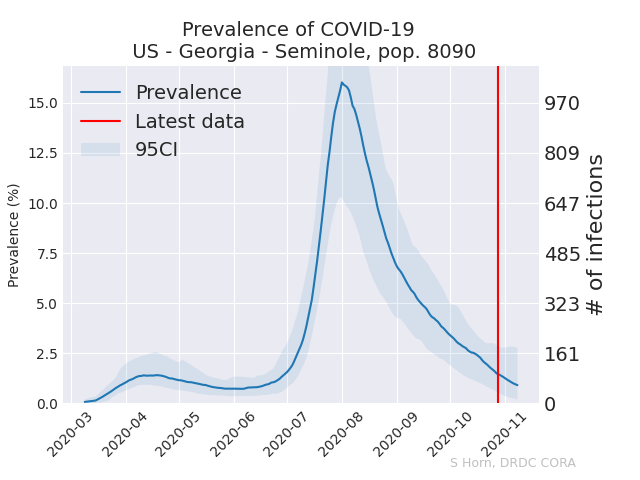 Prevalence of COVID-19
US - Georgia - Seminole, pop. 8090
Prevalence
Latest data
95CI
Prevalence (%)
15.0
12.5
10.0
7.5
5.0
2.5
0.0
970
809
647
485
323
161
0
# of infections
2020-03
2020-04
2020-05
2020-06
2020-07
2020-08
2020-09
2020-10
2020-11
S Horn, DRDC CORA